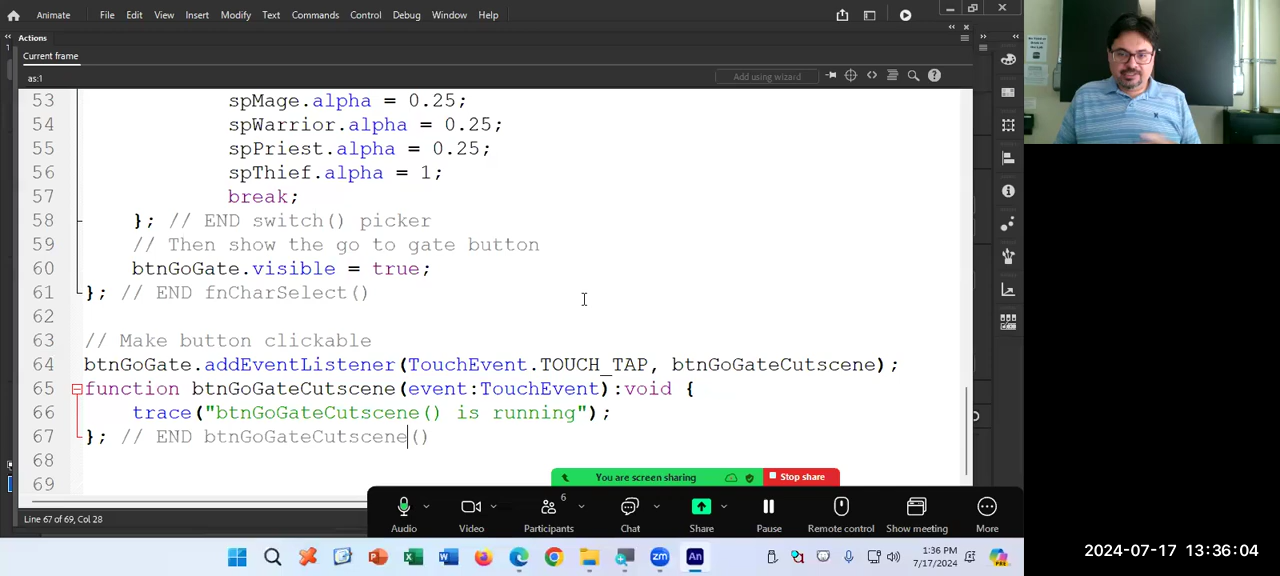 Animate File Edit View Insert Modify Text Commands Control Debug Window Help
Actions
Current frame
as:1
Add using wizard
53 spMage.alpha = 0.25;
54 spWarrior.alpha = 0.25;
55 spPriest.alpha = 0.25;
56 spThief.alpha = 1;
57 break;
58 }; // END switch() picker
59 // Then show the go to gate button
60 btnGoGate.visible = true;
61 }; // END fnCharSelect()
62
63 // Make button clickable
64 btnGoGate.addEventListener(TouchEvent.TOUCH_TAP, btnGoGateCutscene);
65 function btnGoGateCutscene(event:TouchEvent):void {
66 trace("btnGoGateCutscene() is running");
67 }; // END btnGoGateCutscene()
68
69
You are screen sharing Stop share
6
Audio Video Participants Chat Share Pause Remote control Show meeting More
Line 67 of 69, Col 28
zm An
1:36 PM
7/17/2024
PRE
2024-07-17 13:36:04